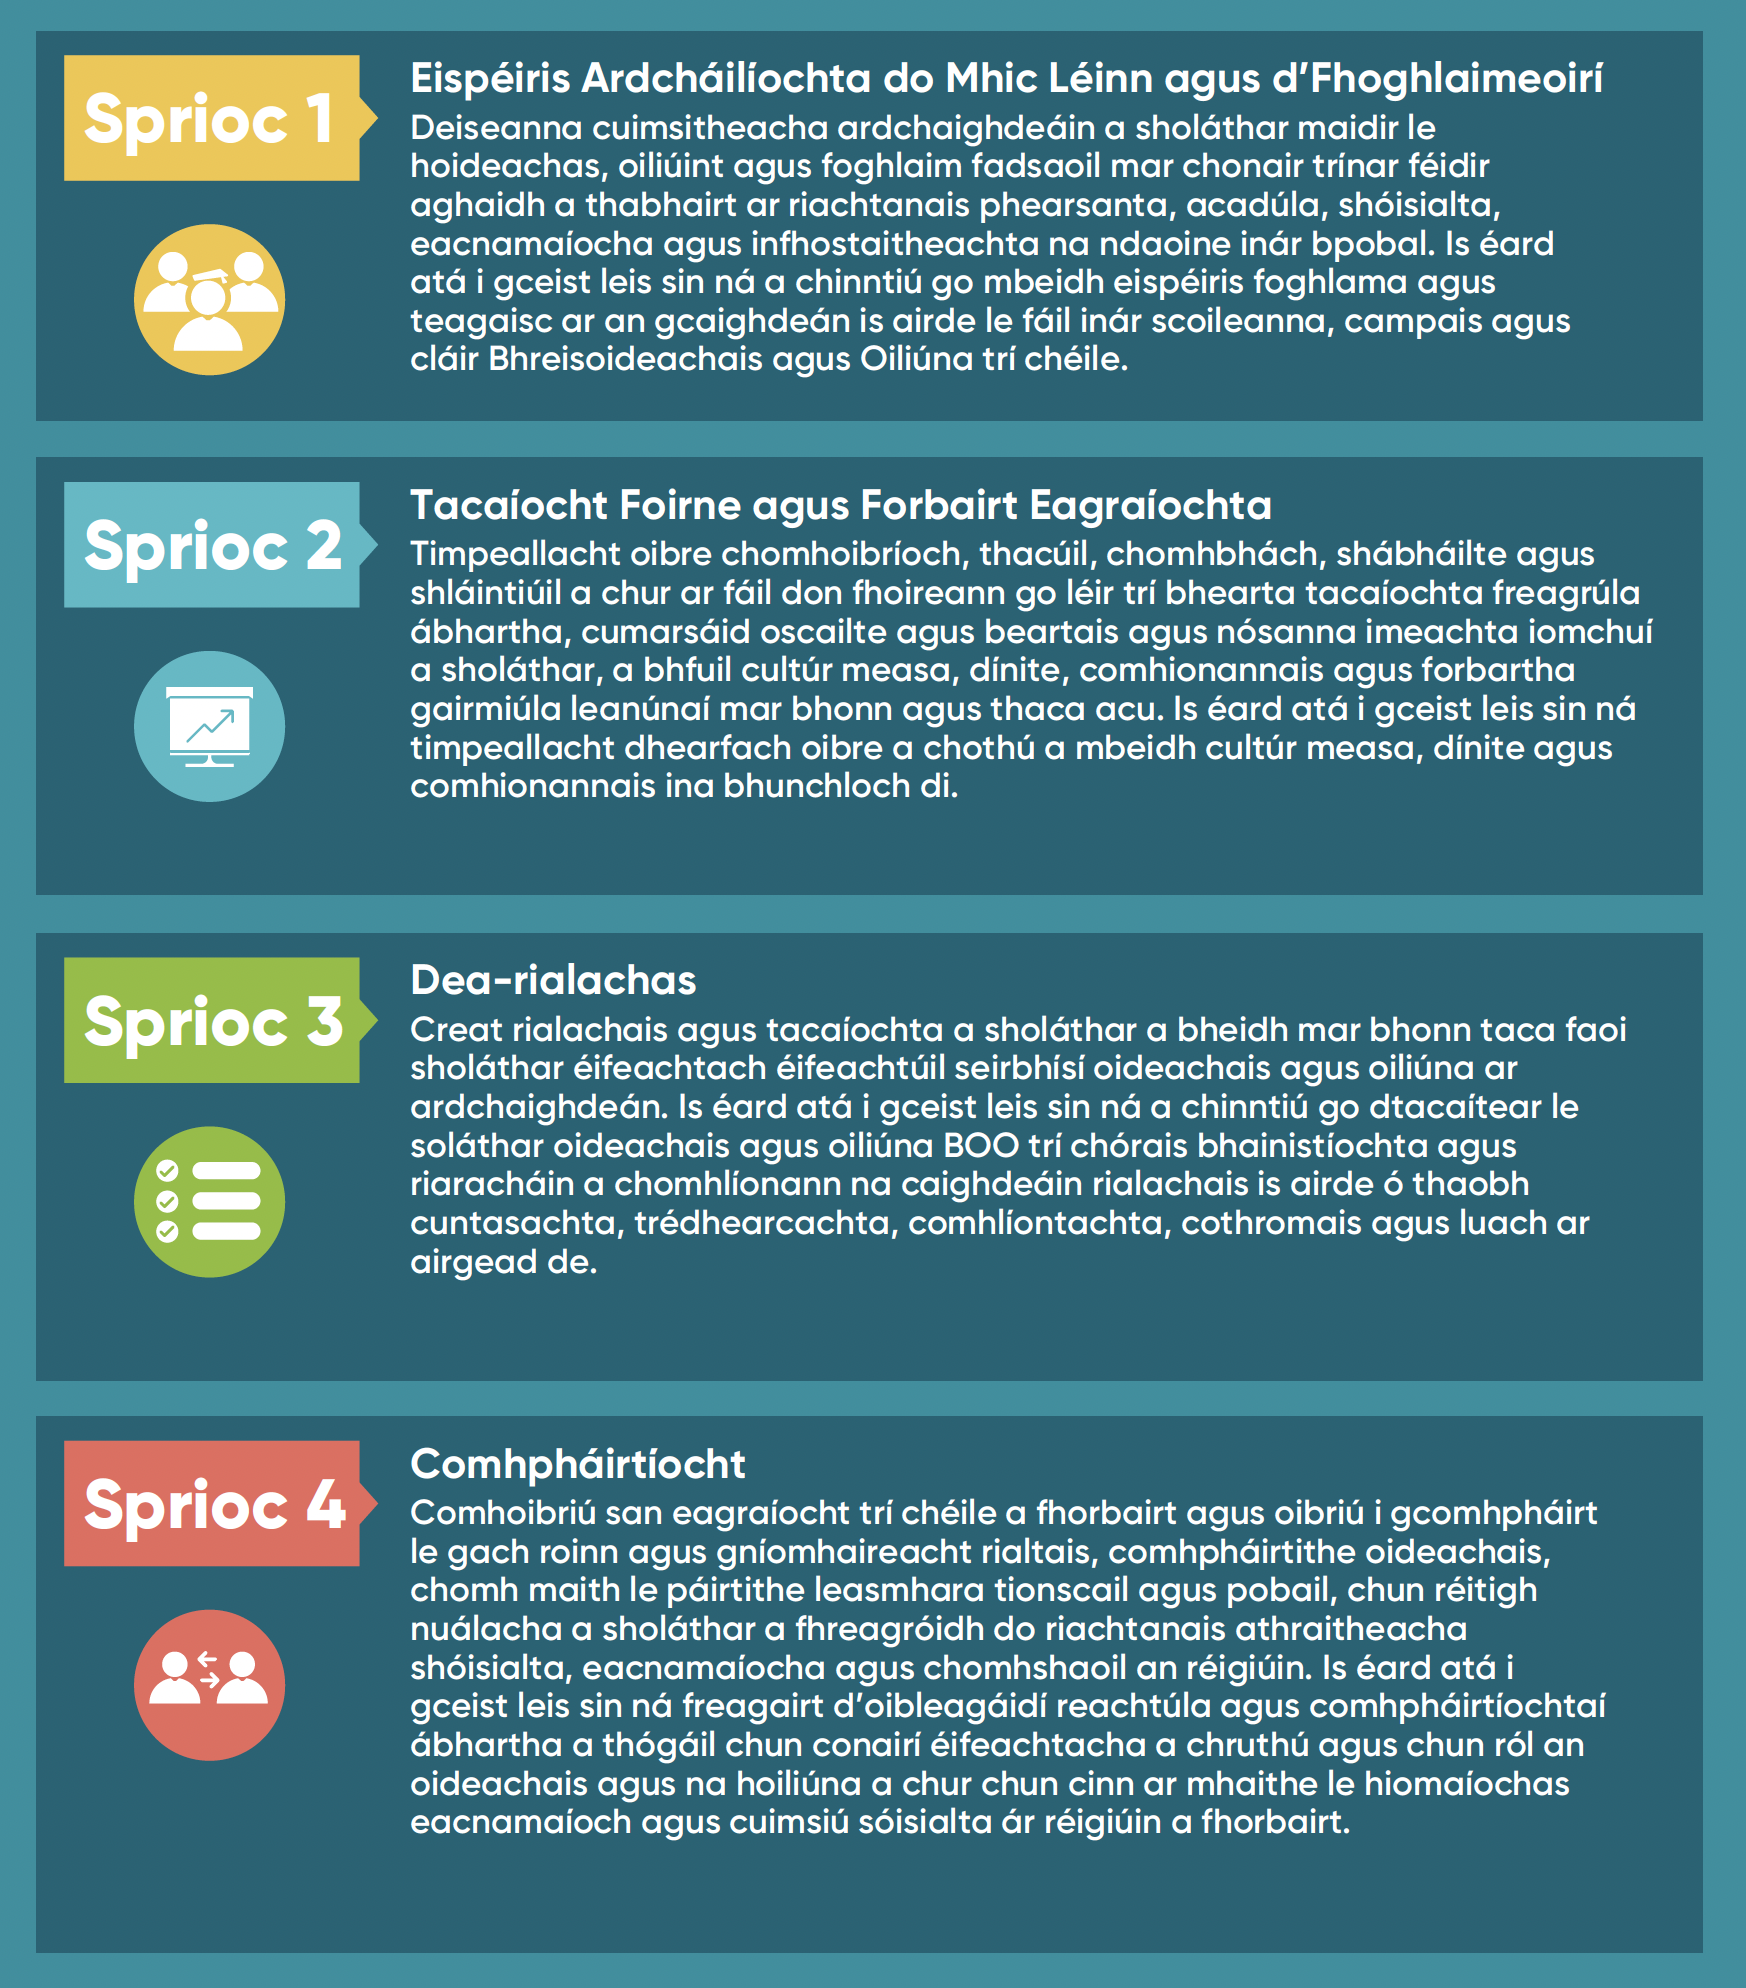 Sprioc 1
Eispéiris Ardcháilíochta do Mhic Léinn agus d’Fhoghlaimeoirí
Deiseanna cuimsitheacha ardchaighdeáin a sholáthar maidir le
hoideachas, oiliúint agus foghlaim fadsaoil mar chonair trínar féidir
aghaidh a thabhairt ar riachtanais phearsanta, acadúla, shóisialta,
eacnamaíocha agus infhostaitheachta na ndaoine inár bpobal. Is éard
atá i gceist leis sin ná a chinntiú go mbeidh eispéiris foghlama agus
teagaisc ar an gcaighdeán is airde le fáil inár scoileanna, campais agus
cláir Bhreisoideachais agus Oiliúna trí chéile.
Sprioc 2
Tacaíocht Foirne agus Forbairt Eagraíochta
Timpeallacht oibre chomhoibríoch, thacúil, chomhbhách, shábháilte agus
shláintiúil a chur ar fáil don fhoireann go léir trí bhearta tacaíochta freagrúla
ábhartha, cumarsáid oscailte agus beartais agus nósanna imeachta iomchuí
a sholáthar, a bhfuil cultúr measa, dínite, comhionannais agus forbartha
gairmiúla leanúnaí mar bhonn agus thaca acu. Is éard atá i gceist leis sin ná
timpeallacht dhearfach oibre a chothú a mbeidh cultúr measa, dínite agus
comhionannais ina bhunchloch di.
Sprioc 3
Dea-rialachas
Creat rialachais agus tacaíochta a sholáthar a bheidh mar bhonn taca faoi
sholáthar éifeachtach éifeachtúil seirbhísí oideachais agus oiliúna ar
ardchaighdeán. Is éard atá i gceist leis sin ná a chinntiú go dtacaítear le
soláthar oideachais agus oiliúna BOO trí chórais bhainistíochta agus
riaracháin a chomhlíonann na caighdeáin rialachais is airde ó thaobh
cuntasachta, trédhearcachta, comhlíontachta, cothromais agus luach ar
airgead de.
Sprioc 4
Comhpháirtíocht
Comhoibriú san eagraíocht trí chéile a fhorbairt agus oibriú i gcomhpháirt
le gach roinn agus gníomhaireacht rialtais, comhpháirtithe oideachais,
chomh maith le páirtithe leasmhara tionscail agus pobail, chun réitigh
nuálacha a sholáthar a fhreagróidh do riachtanais athraitheacha
shóisialta, eacnamaíocha agus chomhshaoil an réigiúin. Is éard atá i
gceist leis sin ná freagairt d’oibleagáidí reachtúla agus comhpháirtíochtaí
ábhartha a thógáil chun conairí éifeachtacha a chruthú agus chun ról an
oideachais agus na hoiliúna a chur chun cinn ar mhaithe le hiomaíochas
eacnamaíoch agus cuimsiú sóisialta ár réigiúin a fhorbairt.